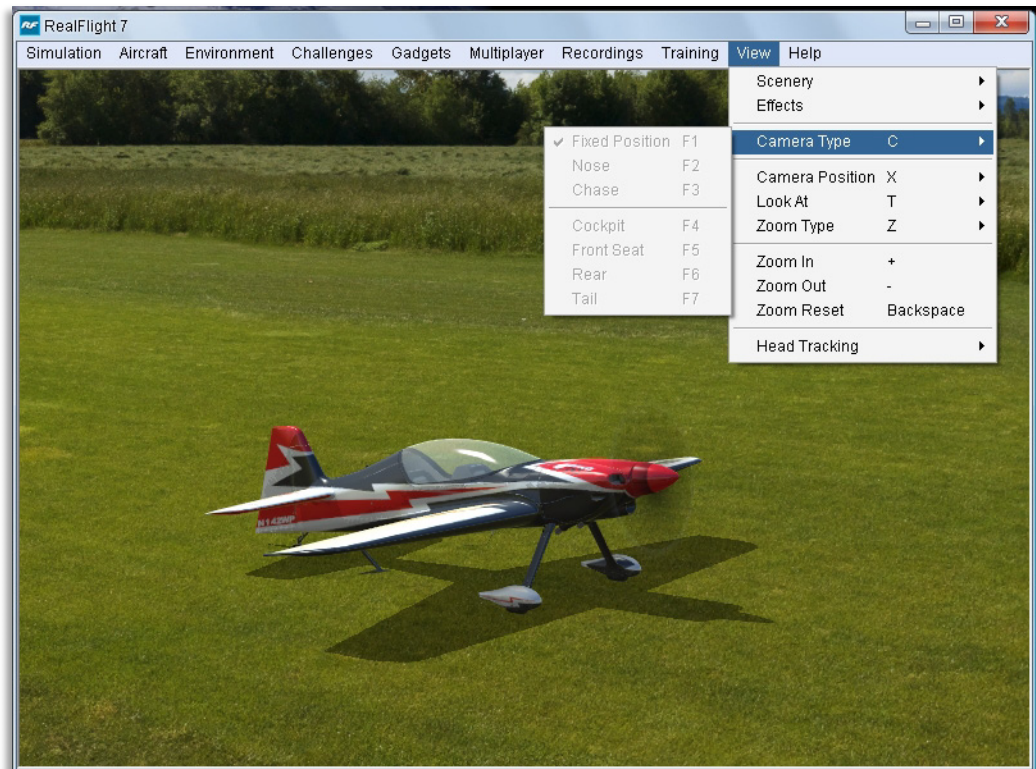 RF RealFlight 7
Simulation Aircraft Environment Challenges Gadgets Multiplayer Recordings Training View Help
Scenery
Effects
Camera Type C
Fixed Position F1
Nose F2
Chase F3
Cockpit F4
Front Seat F5
Rear F6
Tail F7
Camera Position X
Look At T
Zoom Type Z
Zoom In +
Zoom Out -
Zoom Reset Backspace
Head Tracking
N142WP